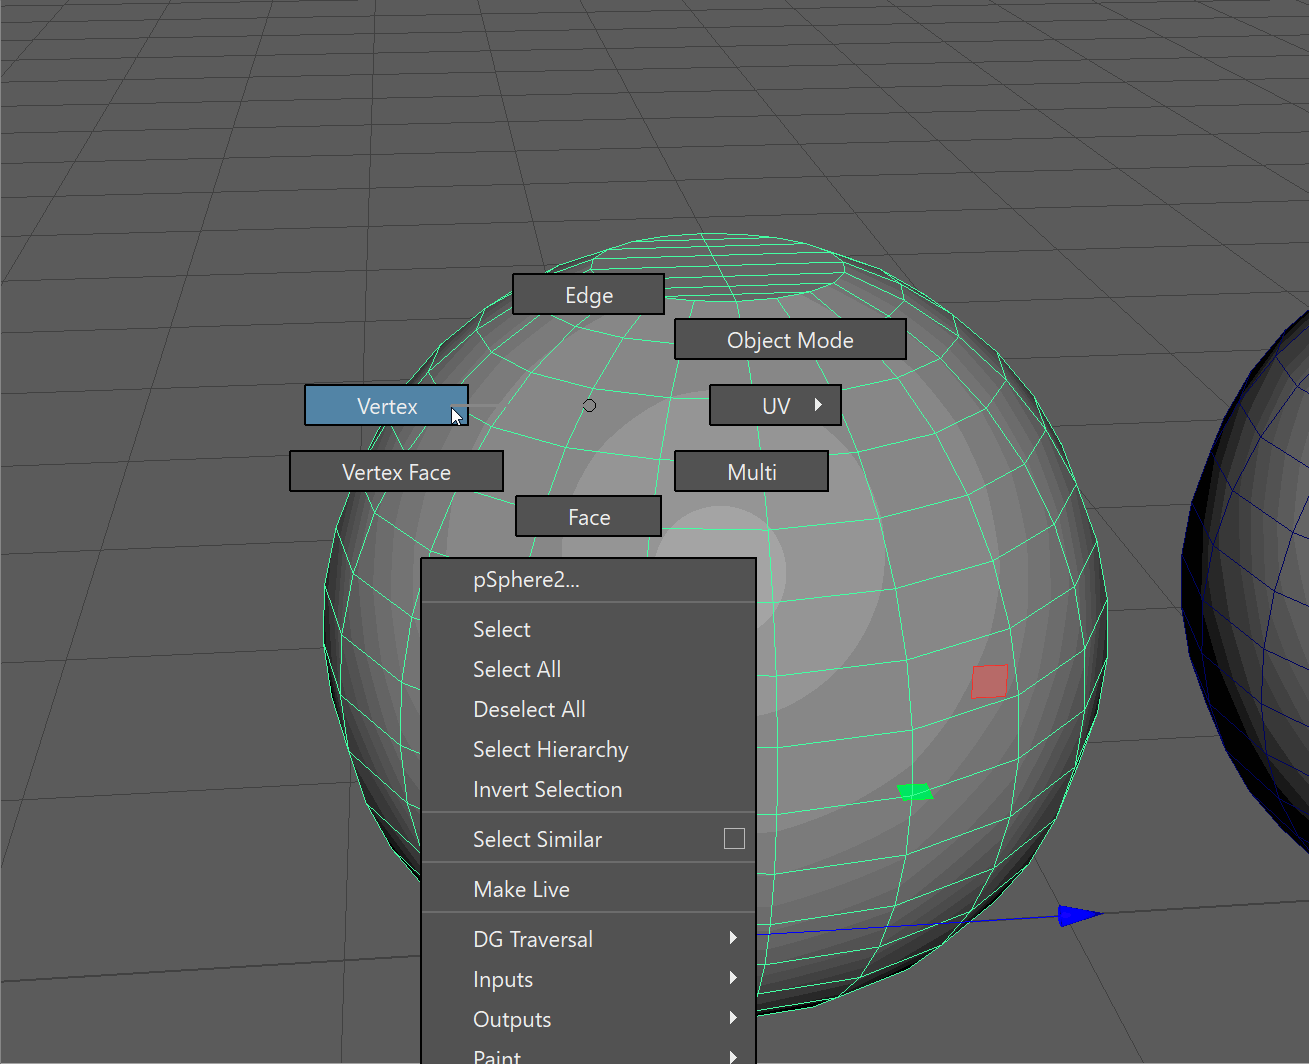 Edge
Object Mode
Vertex
UV
Vertex Face
Multi
Face
pSphere2...
Select
Select All
Deselect All
Select Hierarchy
Invert Selection
Select Similar
Make Live
DG Traversal
Inputs
Outputs
Paint